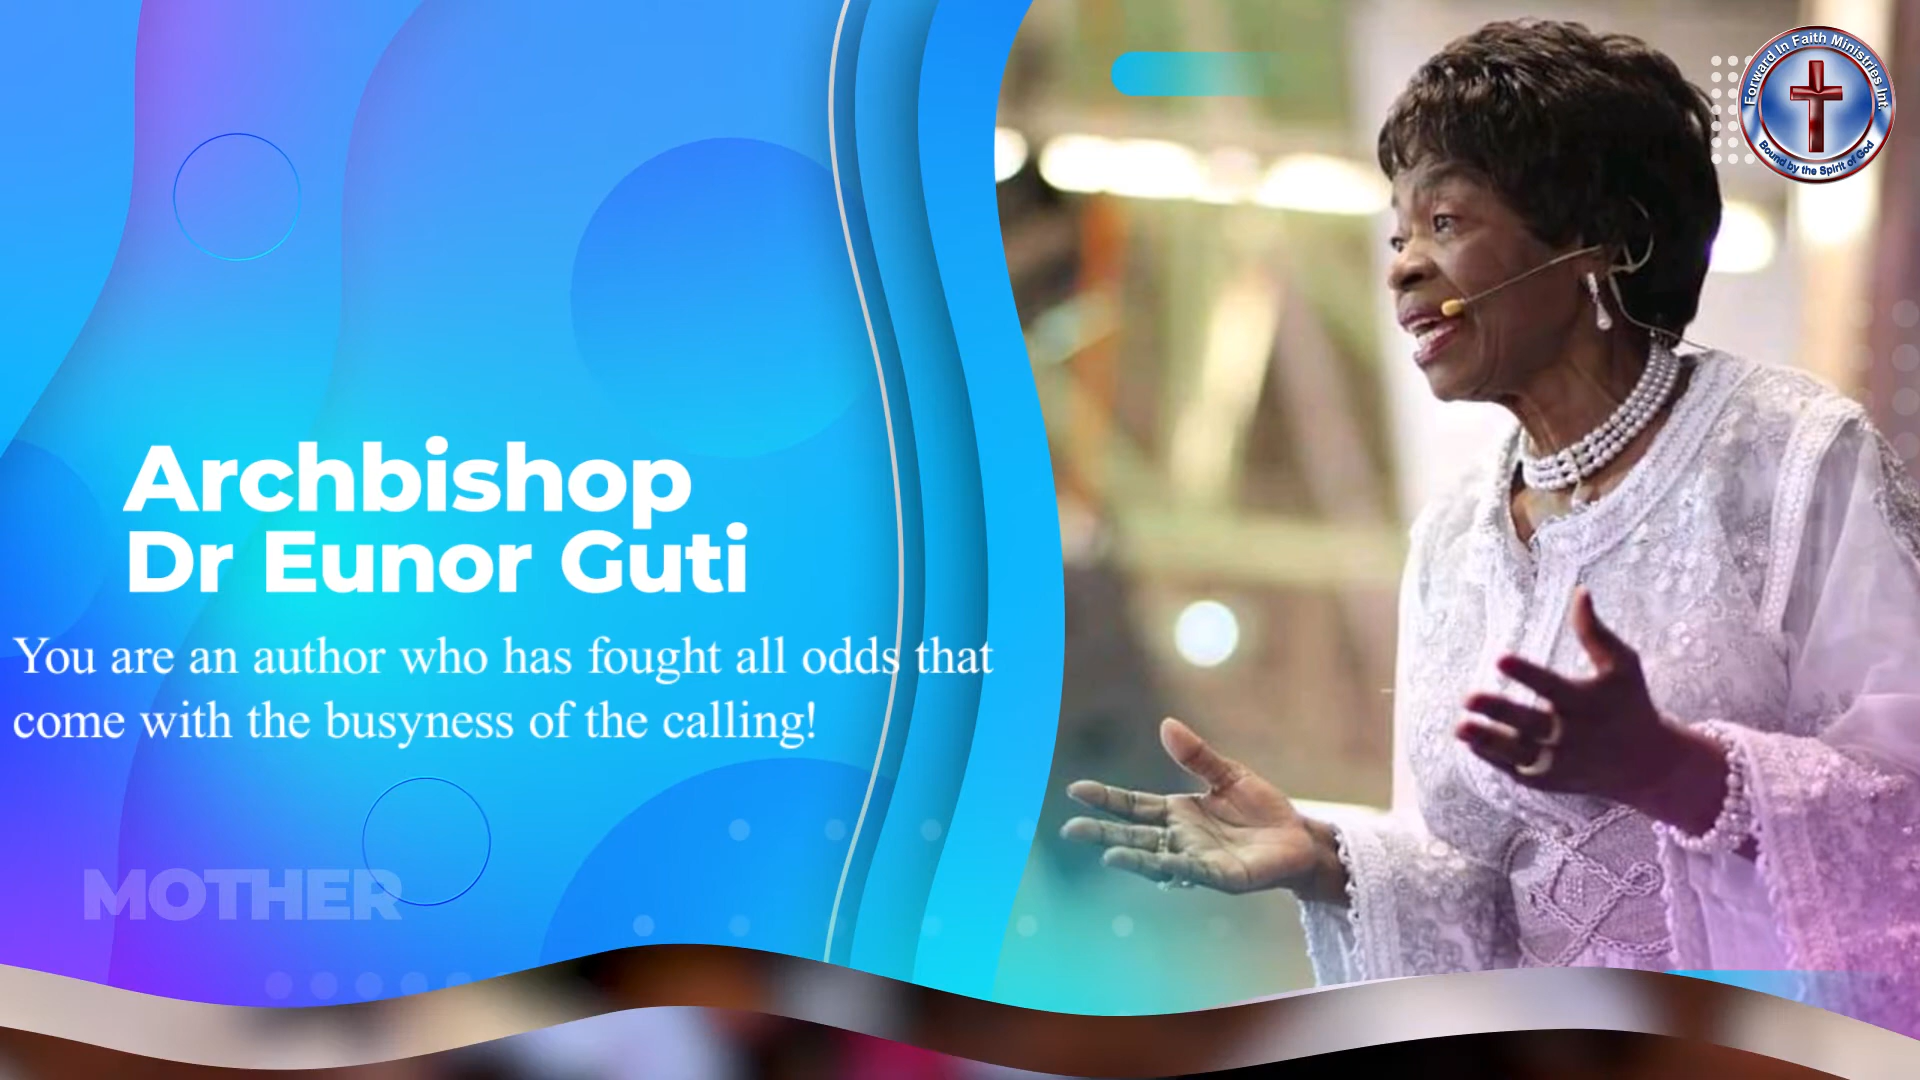 Forward In Faith Ministries Int.
Bound by the Spirit of God
Archbishop
Dr Eunor Guti
You are an author who has fought all odds that
come with the busyness of the calling!
MOTHER